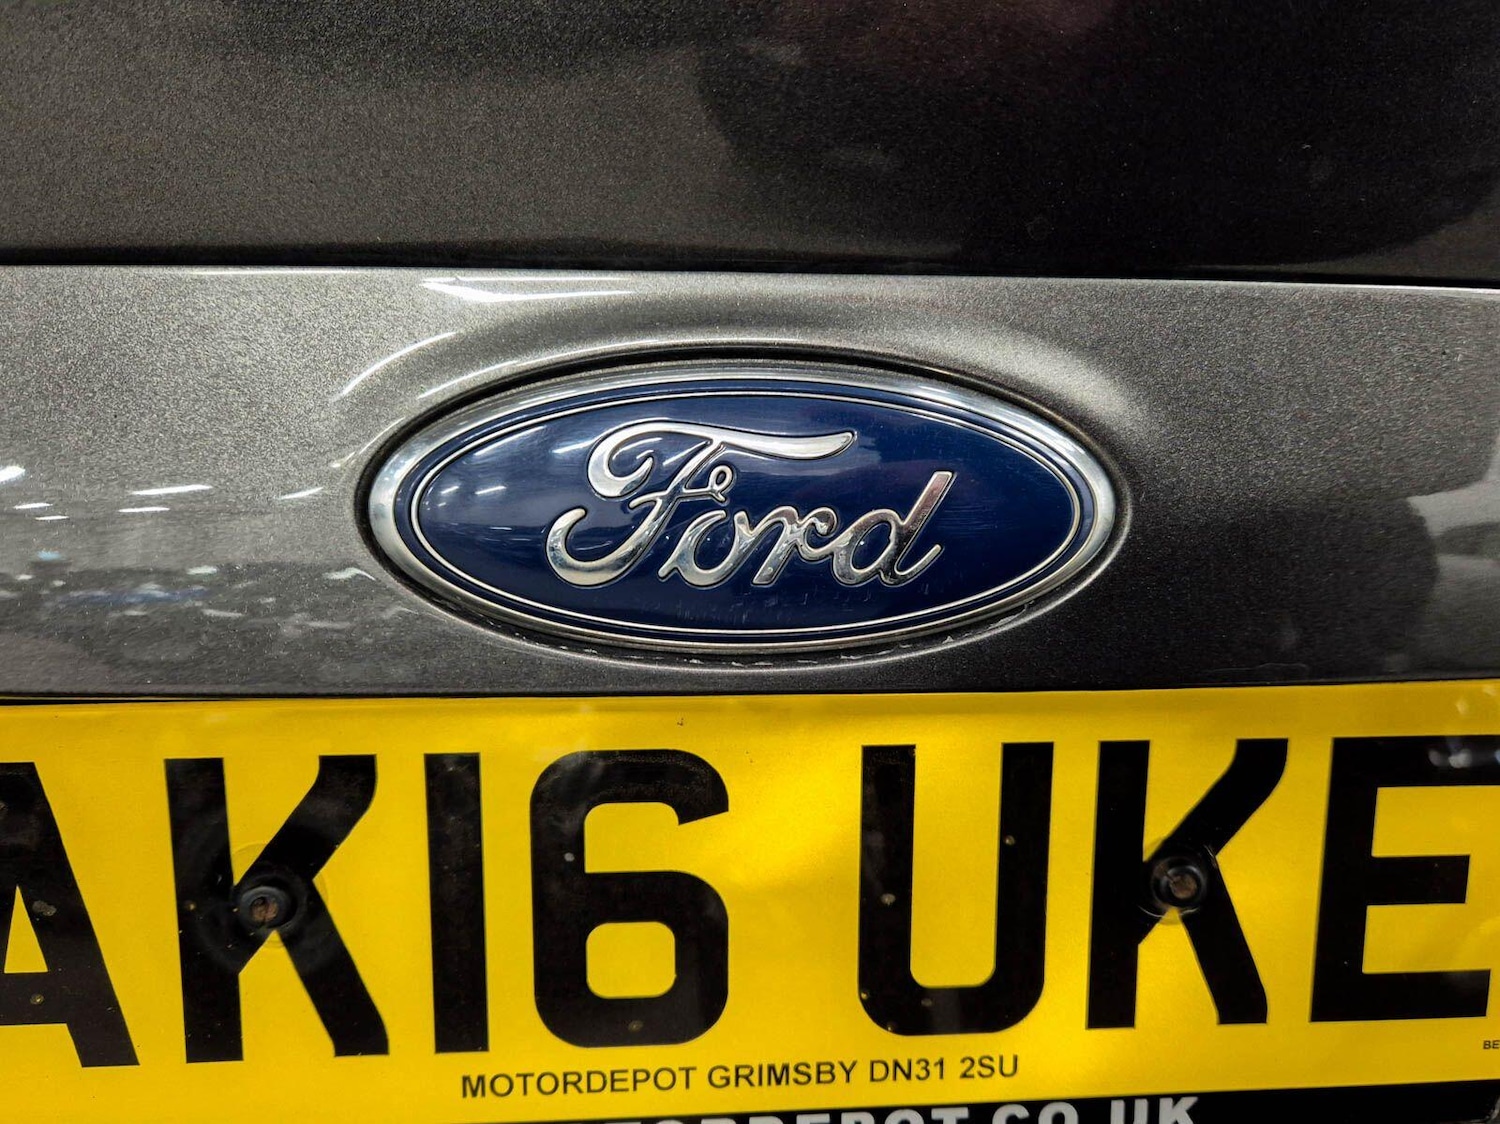 Ford
AK16 UKE
MOTORDEPOT GRIMSBY DN31 2SU